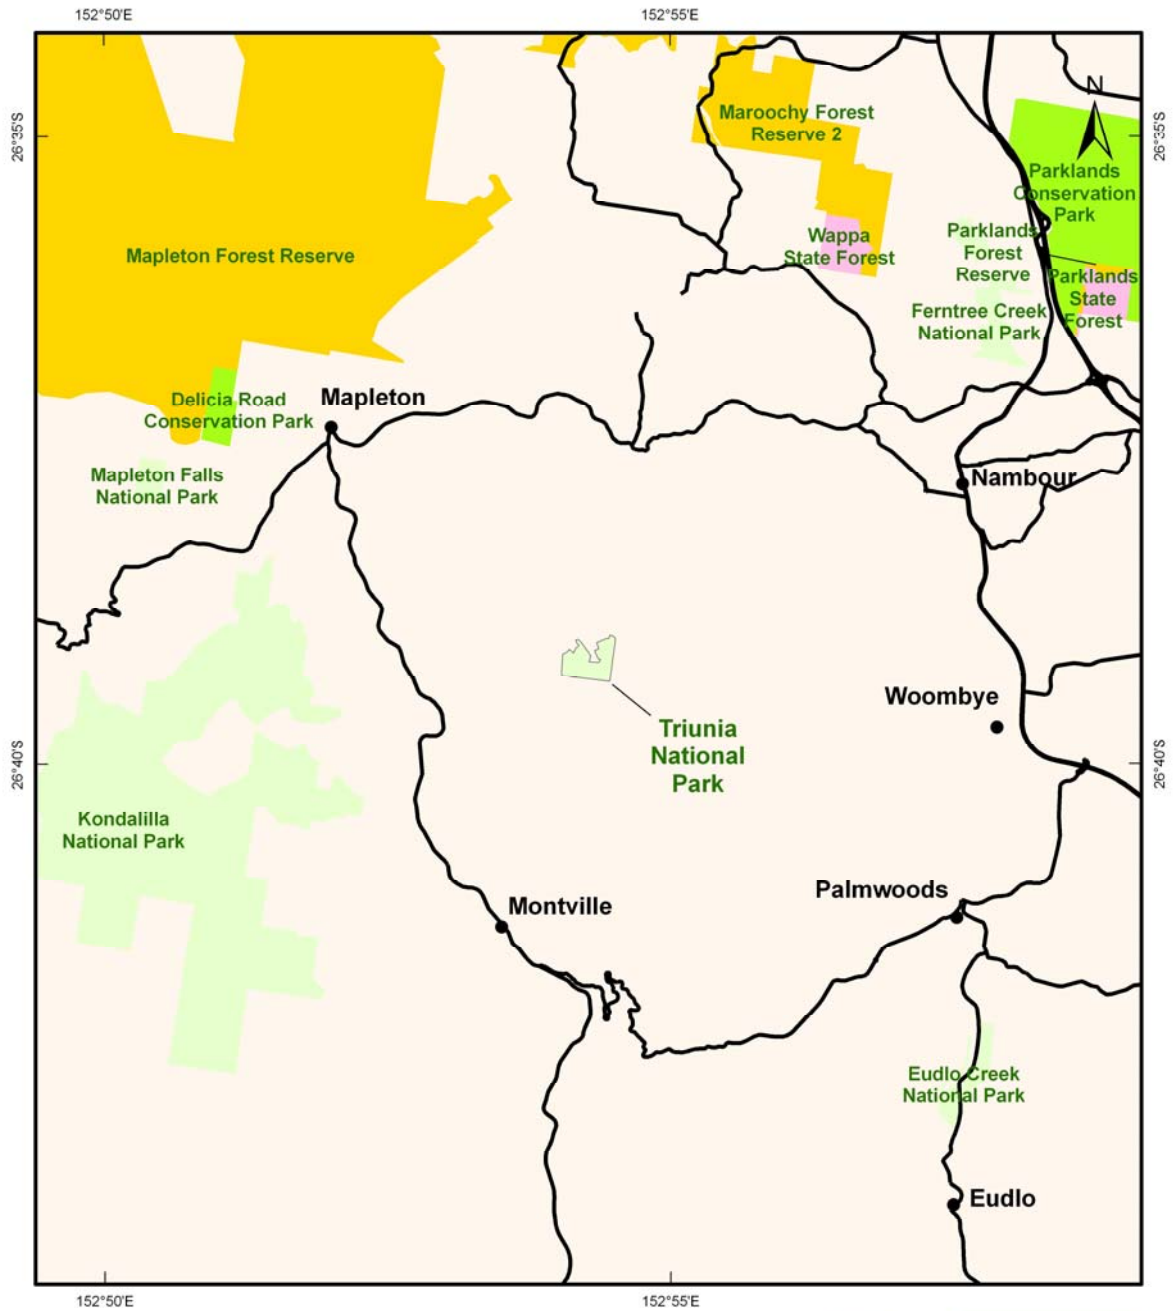 152°50'E
152°55'E
N
26°35'S
26°35'S
Maroochy Forest
Reserve 2
Parklands
Conservation
Park
Mapleton Forest Reserve
Wappa
State Forest
Parklands
Forest
Reserve
Parklands
State
Forest
Ferntree Creek
National Park
Delicia Road
Conservation Park
Mapleton
Mapleton Falls
National Park
Nambour
Woombye
Triunia
National
Park
26°40'S
26°40'S
Kondalilla
National Park
Palmwoods
Montville
Eudlo Creek
National Park
Eudlo
152°50'E
152°55'E